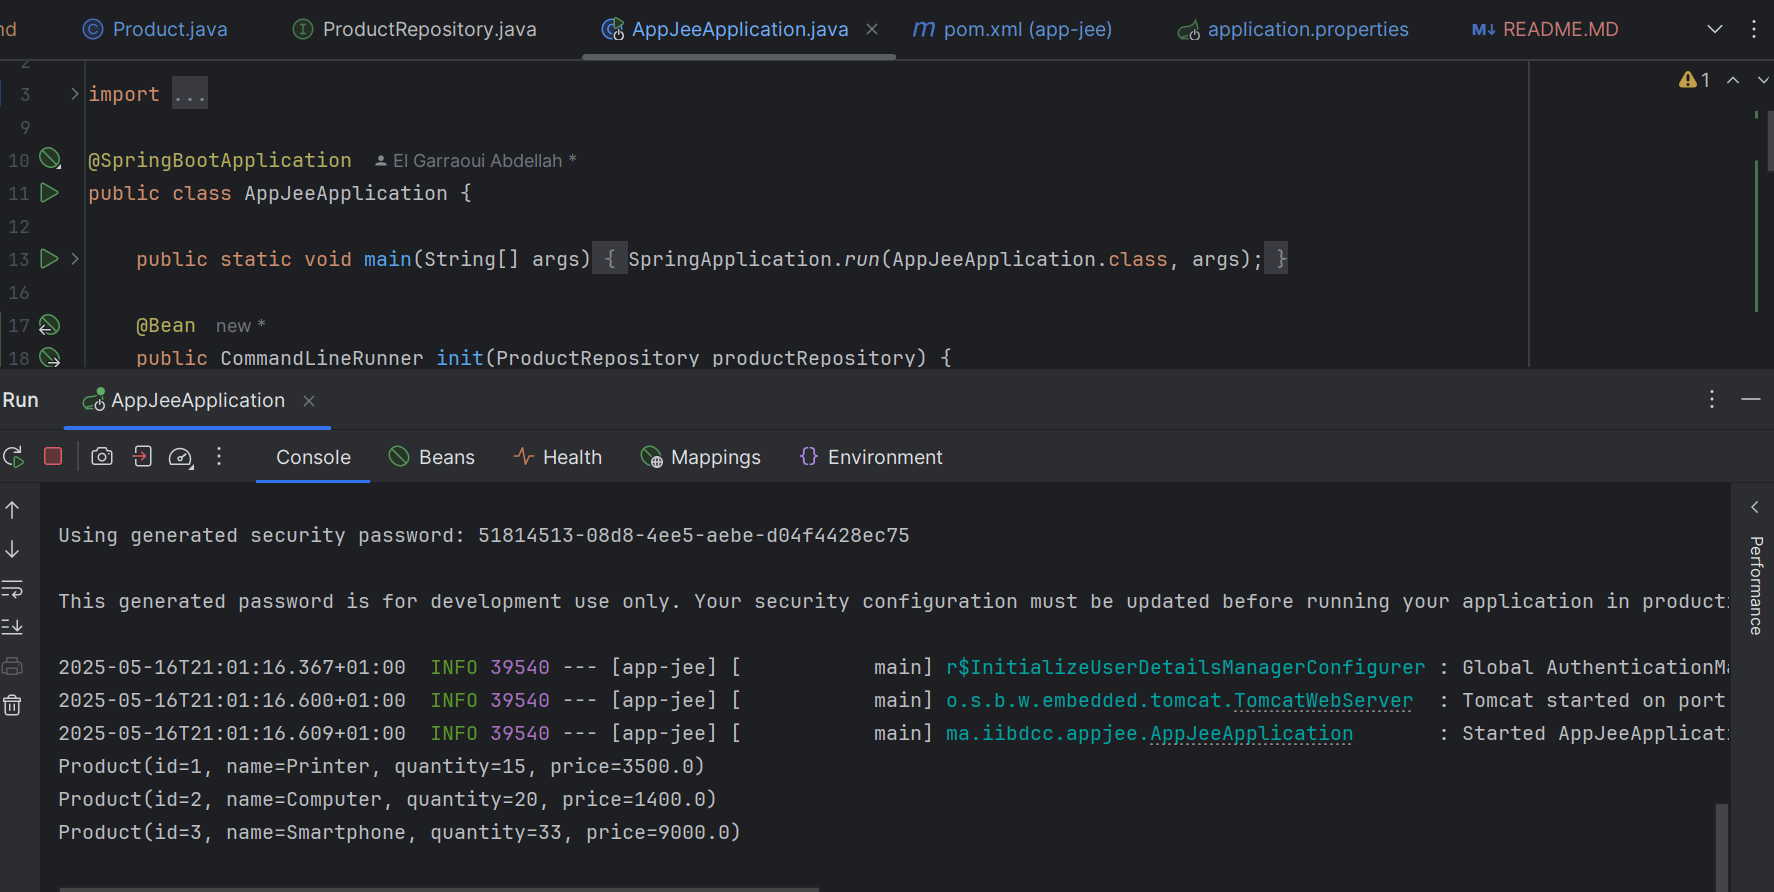 nd Product.java ProductRepository.java AppJeeApplication.java pom.xml (app-jee) application.properties M↓ README.MD
2
3 import ...
1
9
10 @SpringBootApplication El Garraoui Abdellah *
11 public class AppJeeApplication {
12
13 public static void main(String[] args) { SpringApplication.run(AppJeeApplication.class, args); }
16
17 @Bean new *
18 public CommandLineRunner init(ProductRepository productRepository) {
Run AppJeeApplication
Console Beans Health Mappings Environment
Performance
Using generated security password: 51814513-08d8-4ee5-aebe-d04f4428ec75
This generated password is for development use only. Your security configuration must be updated before running your application in producti
2025-05-16T21:01:16.367+01:00 INFO 39540 --- [app-jee] [ main] r$InitializeUserDetailsManagerConfigurer : Global AuthenticationMa
2025-05-16T21:01:16.600+01:00 INFO 39540 --- [app-jee] [ main] o.s.b.w.embedded.tomcat.TomcatWebServer : Tomcat started on port
2025-05-16T21:01:16.609+01:00 INFO 39540 --- [app-jee] [ main] ma.iibdcc.appjee.AppJeeApplication : Started AppJeeApplicati
Product(id=1, name=Printer, quantity=15, price=3500.0)
Product(id=2, name=Computer, quantity=20, price=1400.0)
Product(id=3, name=Smartphone, quantity=33, price=9000.0)